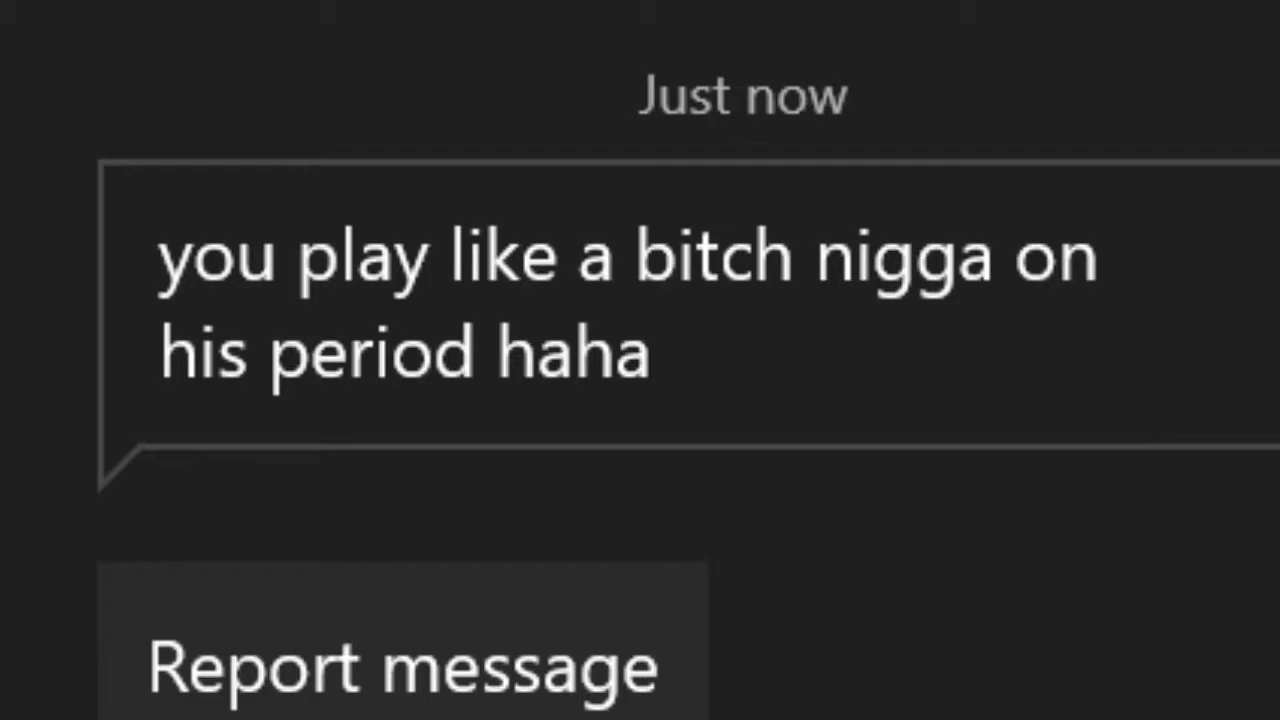 Just now
you play like a bitch nigga on
his period haha
Report message